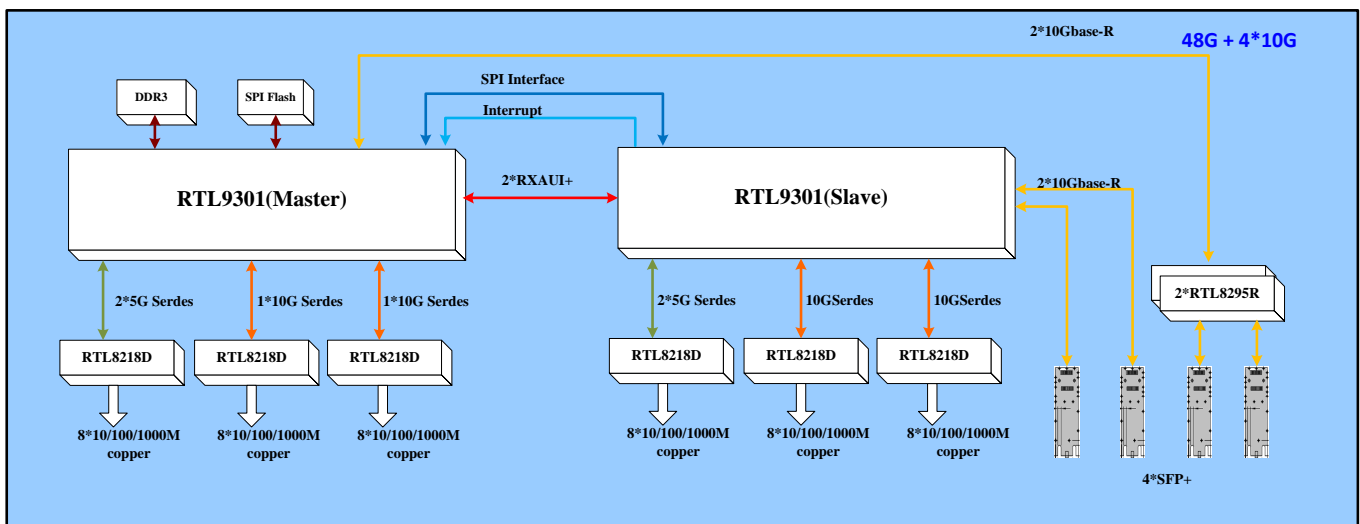 2*10Gbase-R
48G + 4*10G
DDR3
SPI Flash
SPI Interface
Interrupt
RTL9301(Master)
2*RXAUI+
RTL9301(Slave)
2*10Gbase-R
2*5G Serdes
1*10G Serdes
1*10G Serdes
2*5G Serdes
10GSerdes
10GSerdes
2*RTL8295R
RTL8218D
RTL8218D
RTL8218D
RTL8218D
RTL8218D
RTL8218D
8*10/100/1000M
copper
8*10/100/1000M
copper
8*10/100/1000M
copper
8*10/100/1000M
copper
8*10/100/1000M
copper
8*10/100/1000M
copper
4*SFP+